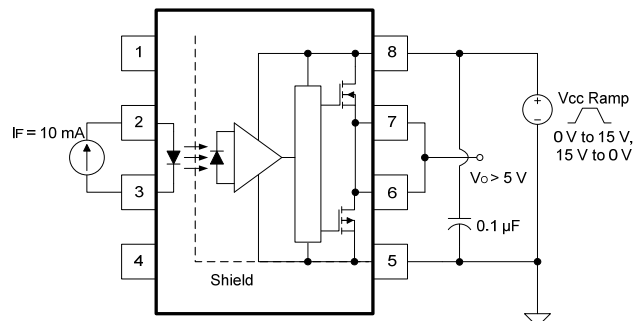 1
8
IF = 10 mA
2
7
Vcc Ramp
0 V to 15 V,
15 V to 0 V
+
−
3
6
VO > 5 V
4
5
0.1 µF
Shield